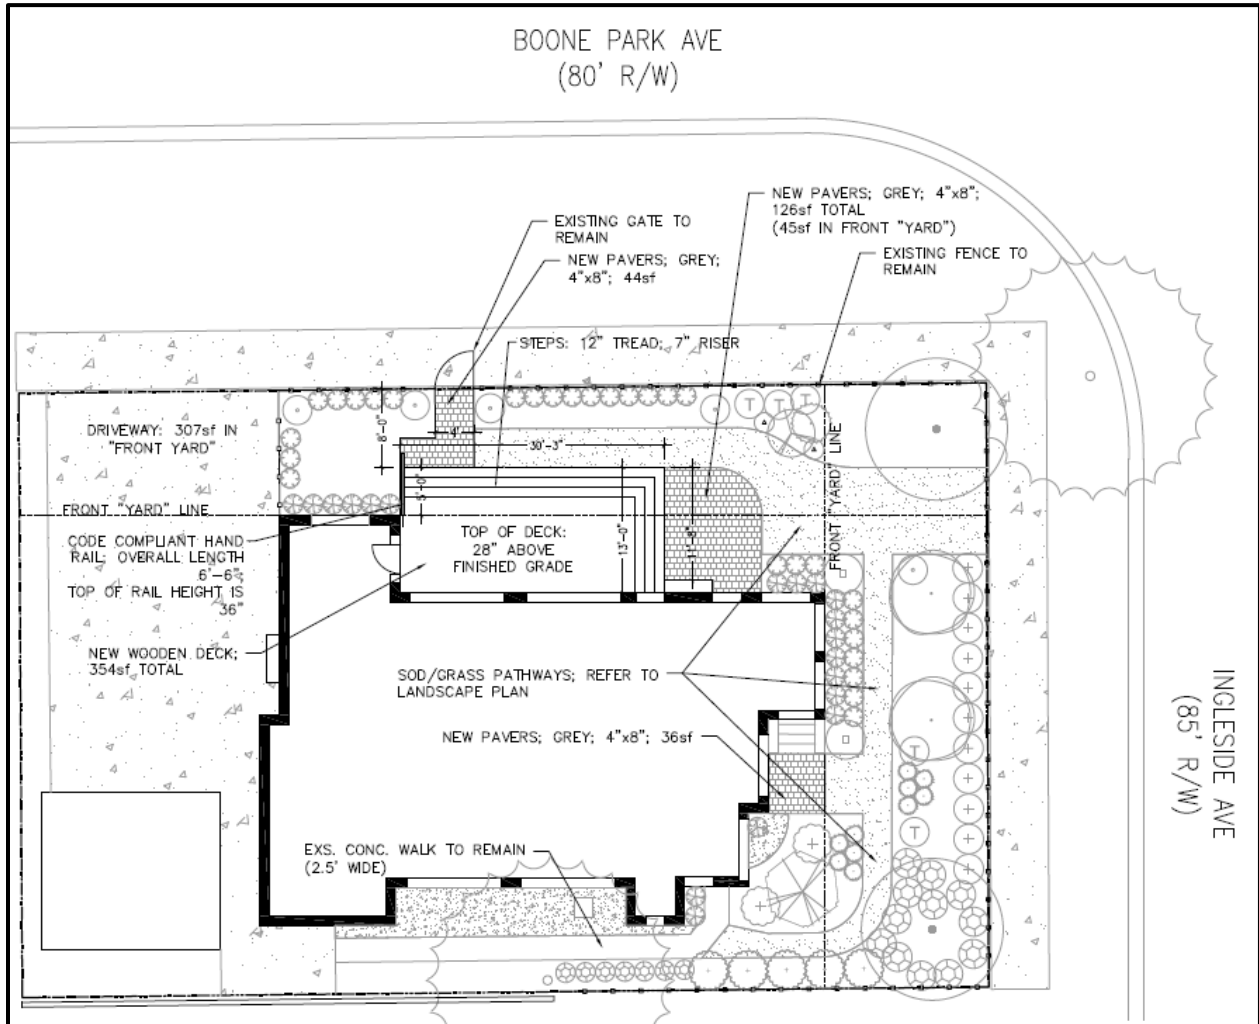 BOONE PARK AVE
(80' R/W)
NEW PAVERS; GREY; 4"x8";
126sf TOTAL
(45sf IN FRONT "YARD")
EXISTING GATE TO
REMAIN
EXISTING FENCE TO
REMAIN
NEW PAVERS; GREY;
4"x8"; 44sf
STEPS: 12" TREAD; 7" RISER
DRIVEWAY: 307sf IN
"FRONT YARD"
8'-0"
4'
30'-3"
5'-0"
13'-0"
11'-8"
FRONT "YARD" LINE
FRONT "YARD" LINE
CODE COMPLIANT HAND
RAIL: OVERALL LENGTH
6'-6";
TOP OF RAIL HEIGHT IS
36"
TOP OF DECK:
28" ABOVE
FINISHED GRADE
NEW WOODEN DECK;
354sf TOTAL
SOD/GRASS PATHWAYS; REFER TO
LANDSCAPE PLAN
NEW PAVERS; GREY; 4"x8"; 36sf
EXS. CONC. WALK TO REMAIN
(2.5' WIDE)
INGLESIDE AVE
(85' R/W)